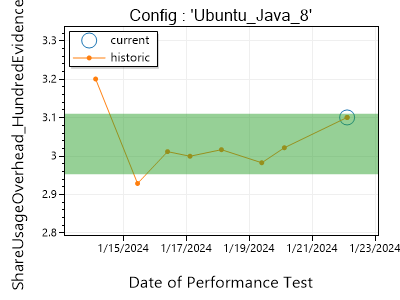 Config : 'Ubuntu_Java_8'
ShareUsageOverhead_HundredEvidence
current
historic
3.3
3.2
3.1
3
2.9
2.8
1/15/2024
1/17/2024
1/19/2024
1/21/2024
1/23/2024
Date of Performance Test